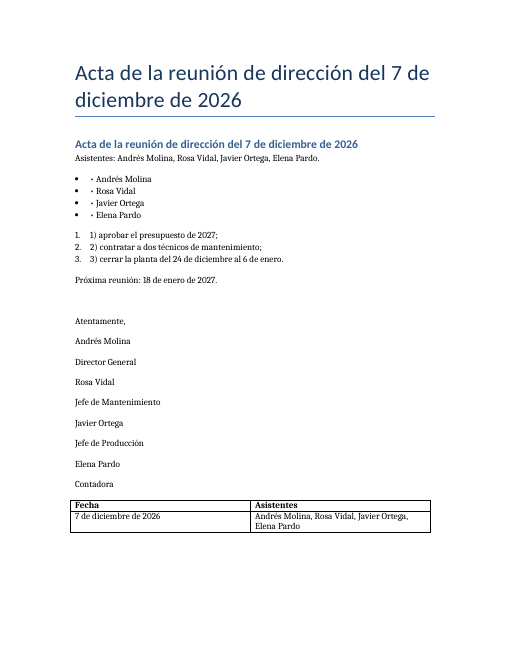 Acta de la reunión de dirección del 7 de
diciembre de 2026
Acta de la reunión de dirección del 7 de diciembre de 2026
Asistentes: Andrés Molina, Rosa Vidal, Javier Ortega, Elena Pardo.
• • Andrés Molina
• • Rosa Vidal
• • Javier Ortega
• • Elena Pardo
1. 1) aprobar el presupuesto de 2027;
2. 2) contratar a dos técnicos de mantenimiento;
3. 3) cerrar la planta del 24 de diciembre al 6 de enero.
Próxima reunión: 18 de enero de 2027.
Atentamente,
Andrés Molina
Director General
Rosa Vidal
Jefe de Mantenimiento
Javier Ortega
Jefe de Producción
Elena Pardo
Contadora
Fecha Asistentes
7 de diciembre de 2026 Andrés Molina, Rosa Vidal, Javier Ortega,
Elena Pardo